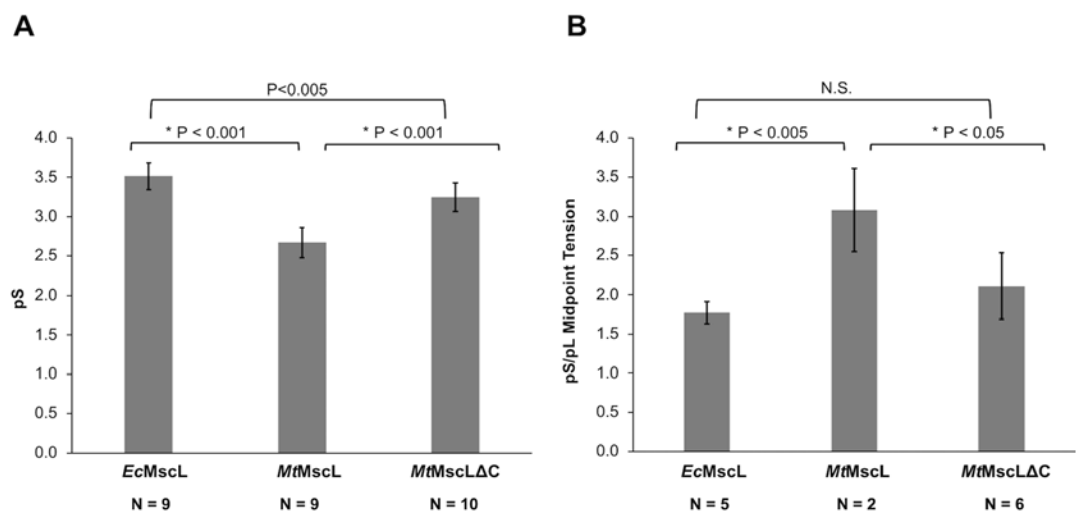 A
P<0.005
* P < 0.001
* P < 0.001
4.0
3.5
3.0
2.5
2.0
1.5
1.0
0.5
0.0
pS
EcMscL
MtMscL
MtMscLΔC
N = 9
N = 9
N = 10
B
N.S.
* P < 0.005
* P < 0.05
4.0
3.5
3.0
2.5
2.0
1.5
1.0
0.5
0.0
pS/pL Midpoint Tension
EcMscL
MtMscL
MtMscLΔC
N = 5
N = 2
N = 6